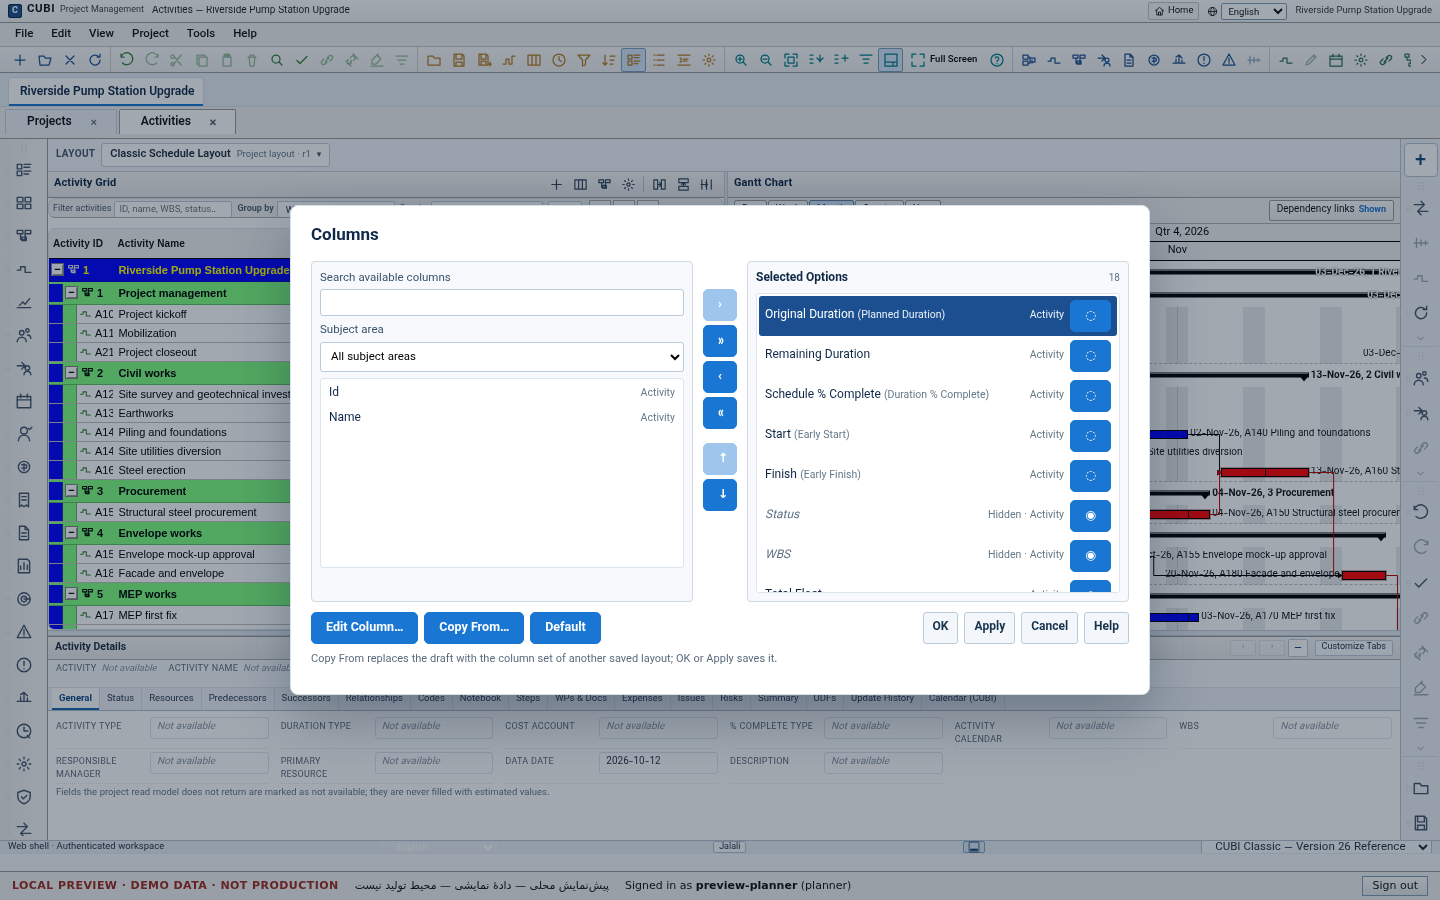 CUBI Project Management Activities — Riverside Pump Station Upgrade
Home English Riverside Pump Station Upgrade
File Edit View Project Tools Help
Full Screen
Riverside Pump Station Upgrade
Projects × Activities ×
LAYOUT Classic Schedule Layout Project layout · r1
Activity Grid Gantt Chart
Filter activities ID, name, WBS, status.. Group by
Dependency links Shown
Activity ID Activity Name
Qtr 4, 2026
Nov
1 Riverside Pump Station Upgrade
1 Project management
Project kickoff
A11 Mobilization
A21 Project closeout
03-Dec-
2 Civil works
13-Nov-26, 2 Civil w
A12 Site survey and geotechnical invest
A13 Earthworks
A14 Piling and foundations
02-Nov-26, A140 Piling and foundations
A14 Site utilities diversion
Site utilities diversion
A16 Steel erection
13-Nov-26, A160 St
3 Procurement
04-Nov-26, 3 Procurement
A15 Structural steel procurement
04-Nov-26, A150 Structural steel procurer
4 Envelope works
A15 Envelope mock-up approval
-26, A155 Envelope mock-up approval
A18 Facade and envelope
20-Nov-26, A180 Facade and envelope
5 MEP works
A17 MEP first fix
03-Nov-26, A170 MEP first fix
Columns
Search available columns
Subject area
All subject areas
Id Activity
Name Activity
Selected Options 18
Original Duration (Planned Duration) Activity
Remaining Duration Activity
Schedule % Complete (Duration % Complete) Activity
Start (Early Start) Activity
Finish (Early Finish) Activity
Status Hidden · Activity
WBS Hidden · Activity
Edit Column... Copy From... Default
OK Apply Cancel Help
Copy From replaces the draft with the column set of another saved layout; OK or Apply saves it.
Activity Details
Customize Tabs
ACTIVITY Not available ACTIVITY NAME Not availab
General Status Resources Predecessors Successors Relationships Codes Notebook Steps WPs & Docs Expenses Issues Risks Summary UDFs Update History Calendar (CUBI)
ACTIVITY TYPE Not available DURATION TYPE Not available COST ACCOUNT Not available % COMPLETE TYPE Not available ACTIVITY CALENDAR Not available WBS Not available
RESPONSIBLE MANAGER Not available PRIMARY RESOURCE Not available DATA DATE 2026-10-12 DESCRIPTION Not available
Fields the project read model does not return are marked as not available; they are never filled with estimated values.
Web shell · Authenticated workspace English Jalali CUBI Classic — Version 26 Reference
LOCAL PREVIEW · DEMO DATA · NOT PRODUCTION پیش‌نمایش محلی — دادهٔ نمایشی — محیط تولید نیست Signed in as preview-planner (planner) Sign out